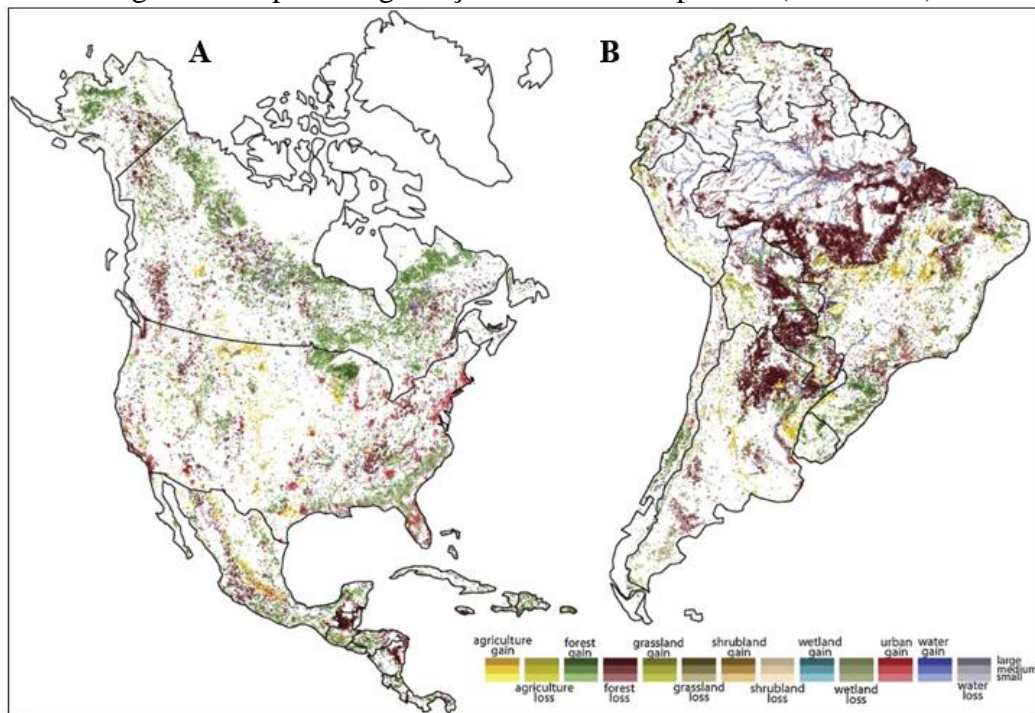 A
B
agriculture gain
forest gain
grassland gain
shrubland gain
wetland gain
urban gain
water gain
large
medium
small
agriculture loss
forest loss
grassland loss
shrubland loss
wetland loss
water loss